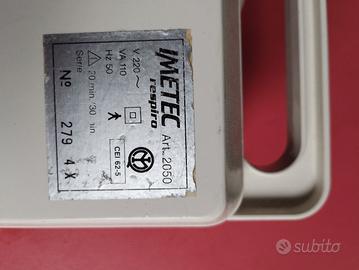 IMETEC
respiro Art. 2050
V 220 ~
VA 110
Hz 50
CEI 62-5
20 min./30 min
Serie
No 279 4 X
subito